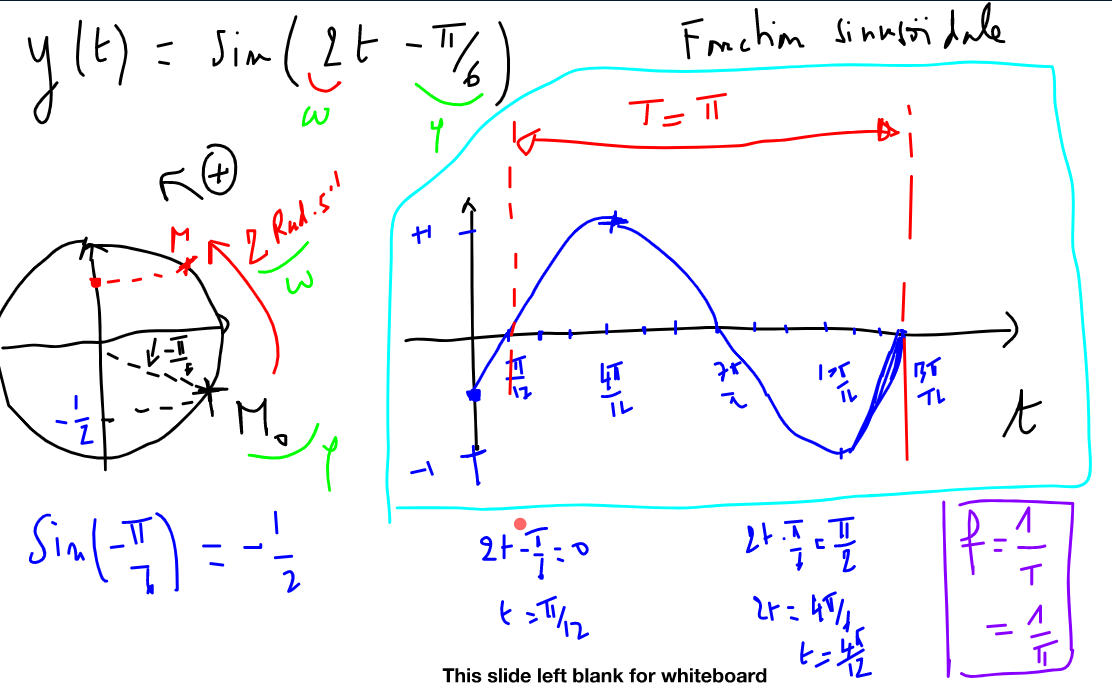 y(t) = sin(2t - π/6)
ω
φ
Fonction sinusoïdale
T = π
+
M
2 Rad.s⁻¹
ω
+1
-π/6
-1/2
M₀
φ
π/12
4π/12
13π/12
t
-1
Sin(-π/6) = -1/2
2t - π/6 = 0
t = π/12
2t - π/6 = π/2
2t = 4π/6
t = 4π/12
f = 1/T
= 1/π
This slide left blank for whiteboard